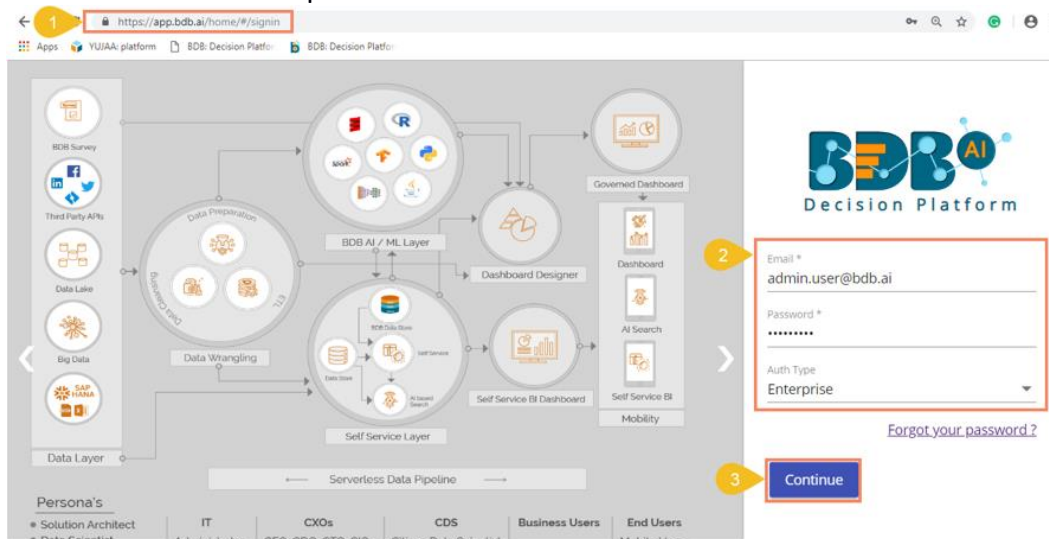 1
https://app.bdb.ai/home/#/signin
Apps
YUJAA: platform
BDB: Decision Platfor
BDB: Decision Platfor
BDB Survey
in
Third Party APIs
Data Lake
Big Data
SAP
HANA
Data Layer
Data Preparation
Data Cleansing
ETL
Data Wrangling
R
Spark
BDB AI / ML Layer
BDB Data Store
Data Store
Self Service
AI based
Search
Self Service Layer
Dashboard Designer
Self Service BI Dashboard
Governed Dashboard
Dashboard
AI Search
Self Service BI
Mobility
Serverless Data Pipeline
Persona's
Solution Architect
Data Scientist
IT
CXOs
CDS
Business Users
End Users
BDB AI
Decision Platform
2
Email *
admin.user@bdb.ai
Password *
•••••••••
Auth Type
Enterprise
Forgot your password ?
3
Continue